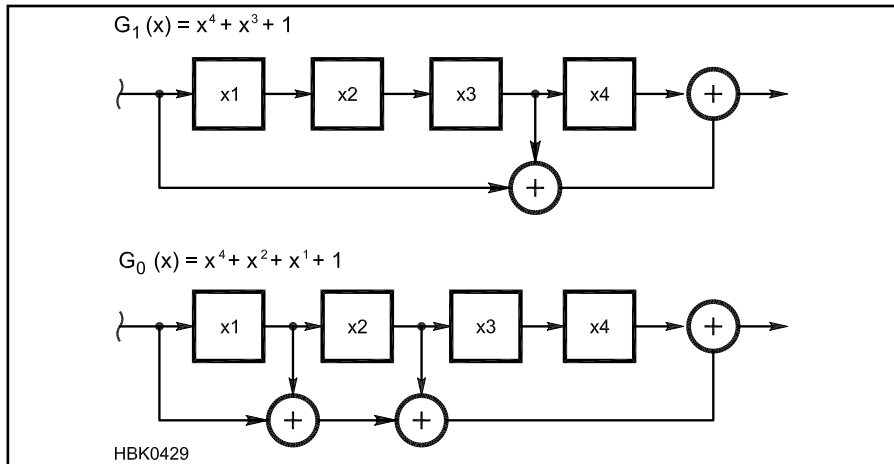 G₁ (x) = x⁴ + x³ + 1
x1 x2 x3 x4 +
+
G₀ (x) = x⁴ + x² + x¹ + 1
x1 x2 x3 x4 +
+ +
HBK0429